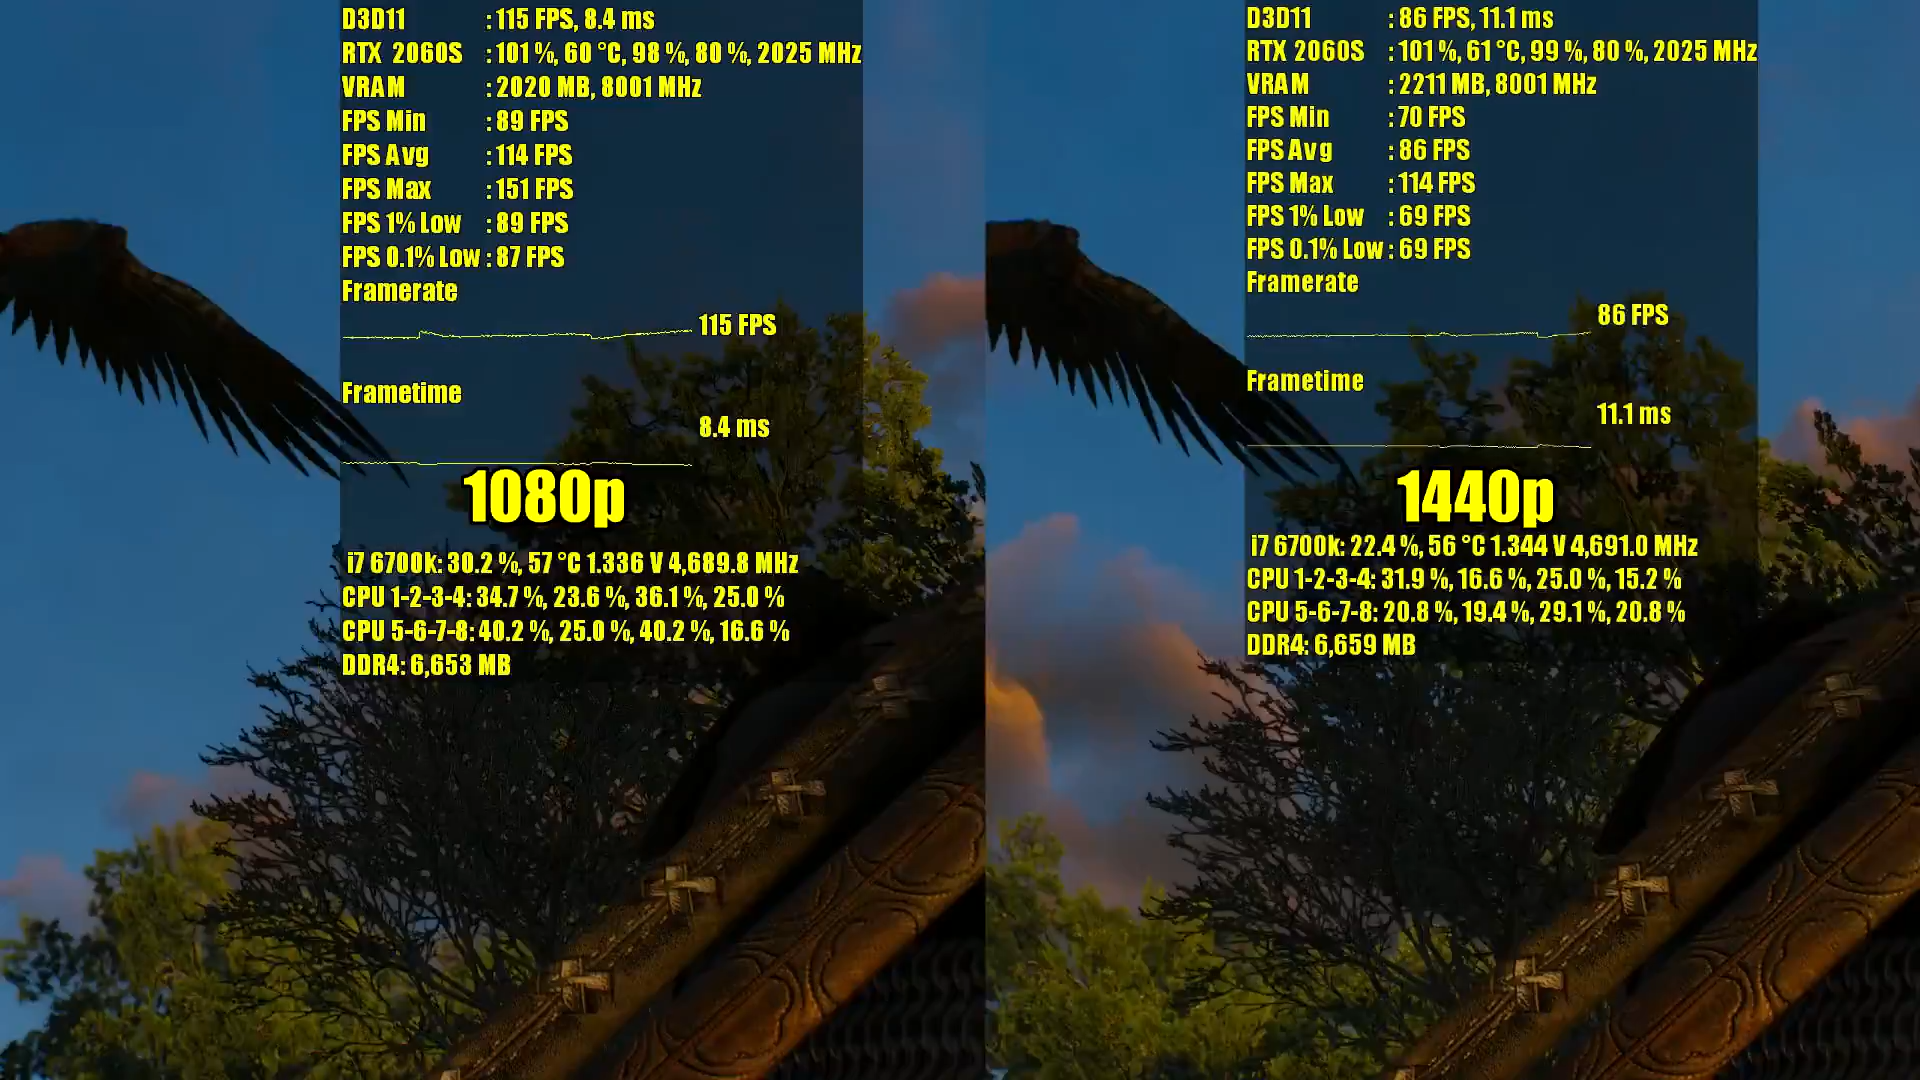 D3D11 : 115 FPS, 8.4 ms
RTX 2060S : 101 %, 60 °C, 98 %, 80 %, 2025 MHz
VRAM : 2020 MB, 8001 MHz
FPS Min : 89 FPS
FPS Avg : 114 FPS
FPS Max : 151 FPS
FPS 1% Low : 89 FPS
FPS 0.1% Low : 87 FPS
Framerate
115 FPS
Frametime
8.4 ms
1080p
i7 6700k: 30.2 %, 57 °C 1.336 V 4,689.8 MHz
CPU 1-2-3-4: 34.7 %, 23.6 %, 36.1 %, 25.0 %
CPU 5-6-7-8: 40.2 %, 25.0 %, 40.2 %, 16.6 %
DDR4: 6,653 MB
D3D11 : 86 FPS, 11.1 ms
RTX 2060S : 101 %, 61 °C, 99 %, 80 %, 2025 MHz
VRAM : 2211 MB, 8001 MHz
FPS Min : 70 FPS
FPS Avg : 86 FPS
FPS Max : 114 FPS
FPS 1% Low : 69 FPS
FPS 0.1% Low : 69 FPS
Framerate
86 FPS
Frametime
11.1 ms
1440p
i7 6700k: 22.4 %, 56 °C 1.344 V 4,691.0 MHz
CPU 1-2-3-4: 31.9 %, 16.6 %, 25.0 %, 15.2 %
CPU 5-6-7-8: 20.8 %, 19.4 %, 29.1 %, 20.8 %
DDR4: 6,659 MB